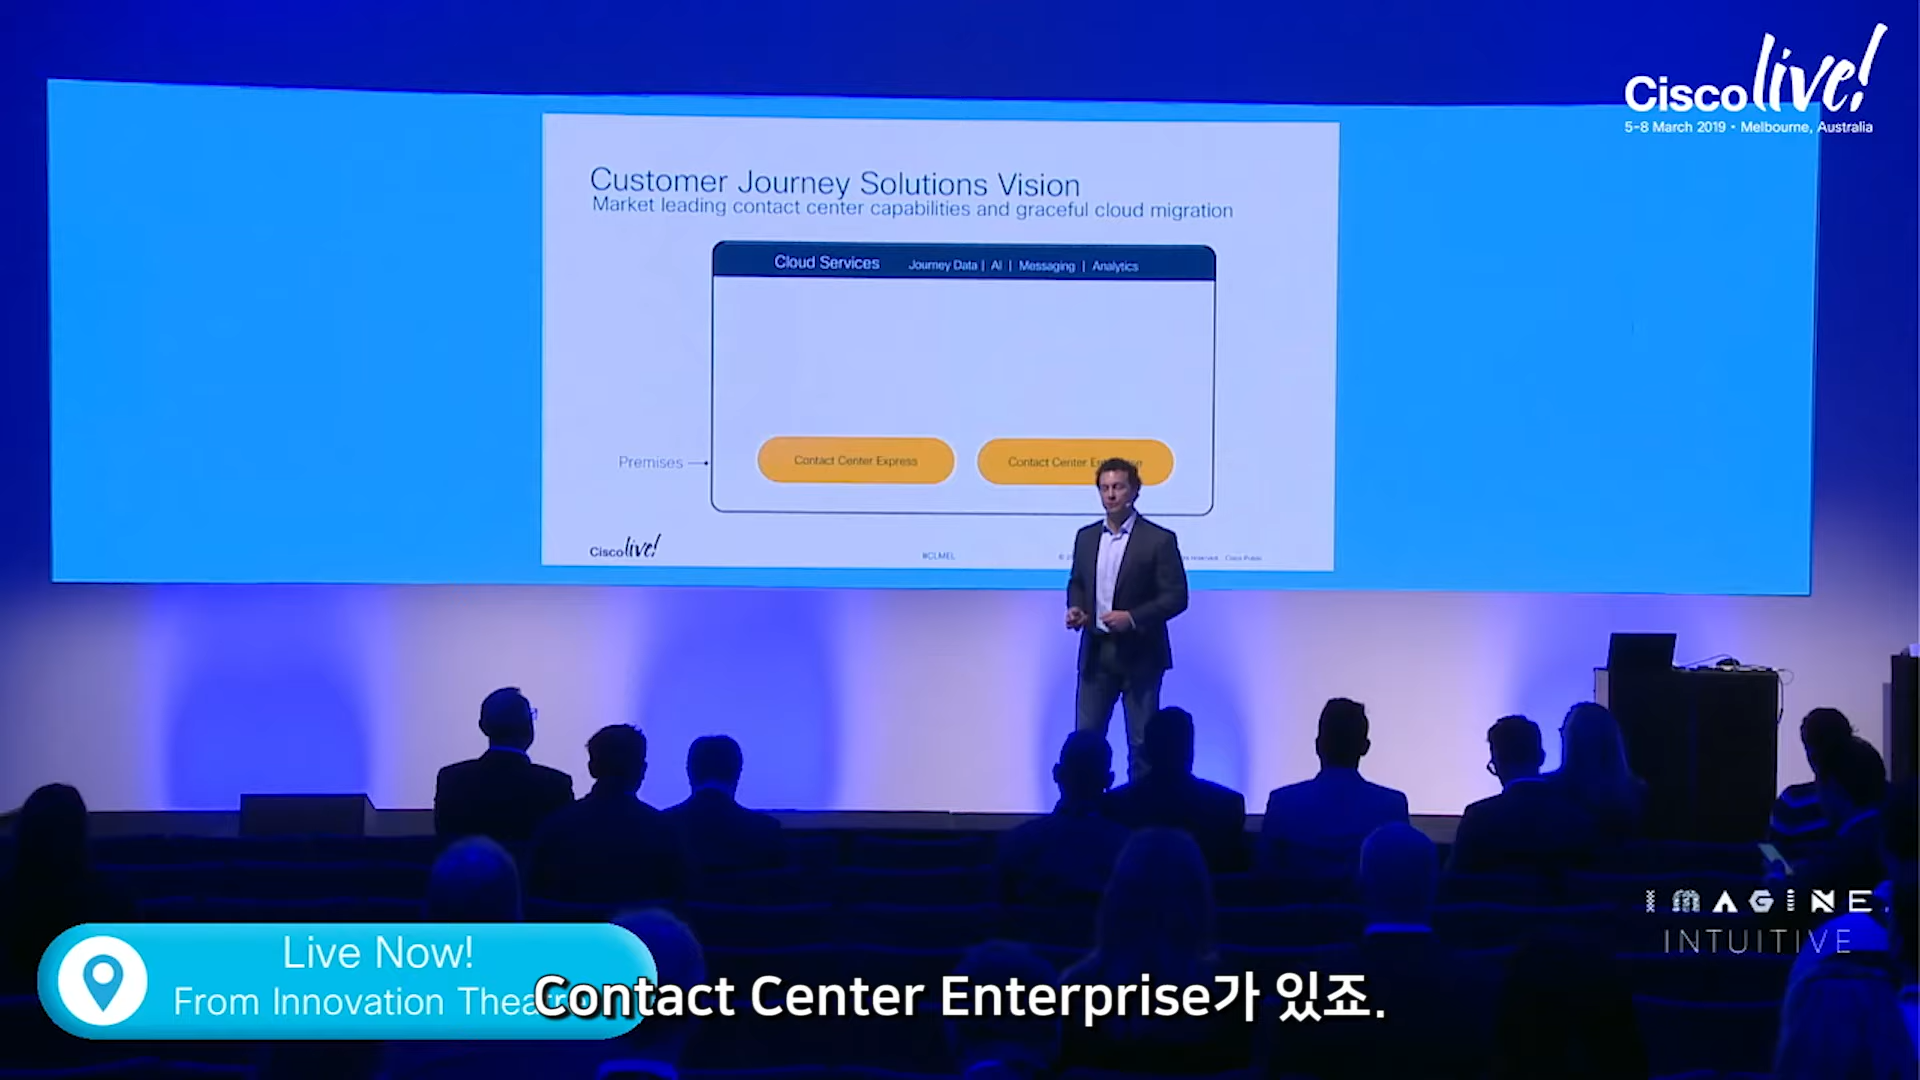 Cisco live!
5-8 March 2019 • Melbourne, Australia
Customer Journey Solutions Vision
Market leading contact center capabilities and graceful cloud migration
Cloud Services Journey Data | AI | Messaging | Analytics
Premises
Contact Center Express
Contact Center
Cisco live!
#CLMEL
reserved. Cisco Public
IMAGINE.
INTUITIVE
Live Now!
From Innovation
Contact Center Enterprise가 있죠.